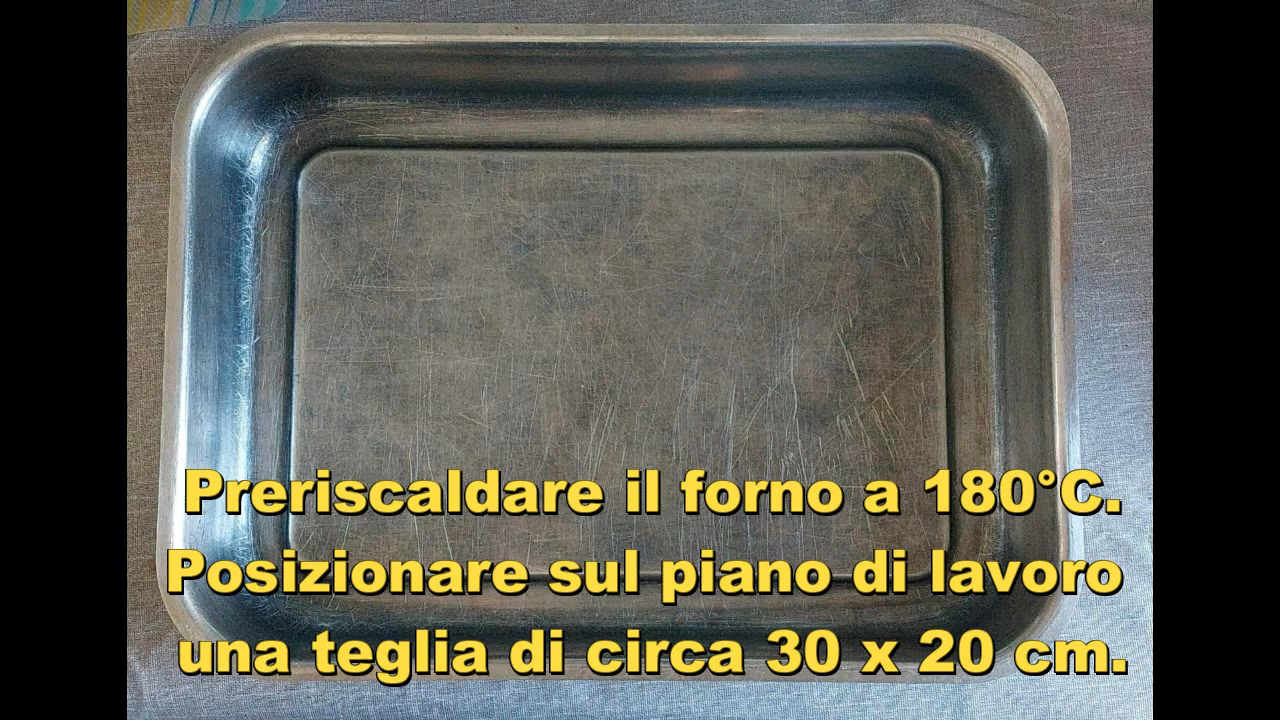 Preriscaldare il forno a 180°C.
Posizionare sul piano di lavoro
una teglia di circa 30 x 20 cm.